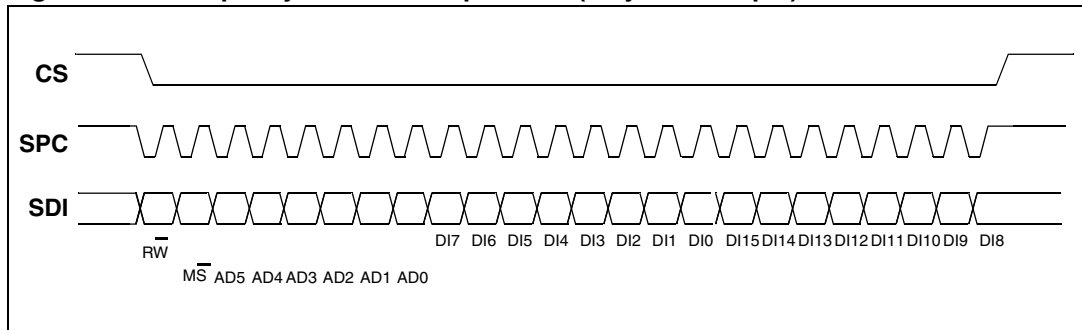 CS
SPC
SDI
RW
DI7 DI6 DI5 DI4 DI3 DI2 DI1 DI0 DI15 DI14 DI13 DI12 DI11 DI10 DI9 DI8
MS AD5 AD4 AD3 AD2 AD1 AD0